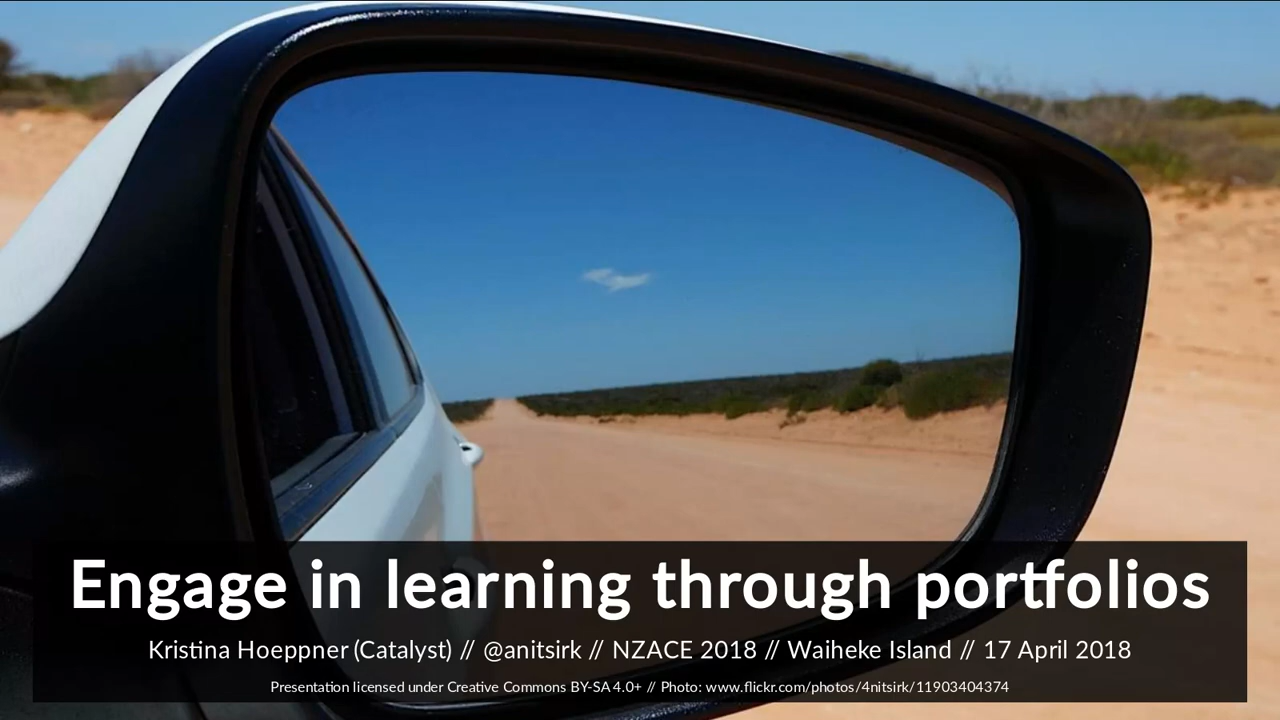 Engage in learning through portfolios
Kristina Hoeppner (Catalyst) // @anitsirk // NZACE 2018 // Waiheke Island // 17 April 2018
Presentation licensed under Creative Commons BY-SA 4.0+ // Photo: www.flickr.com/photos/4nitsirk/11903404374